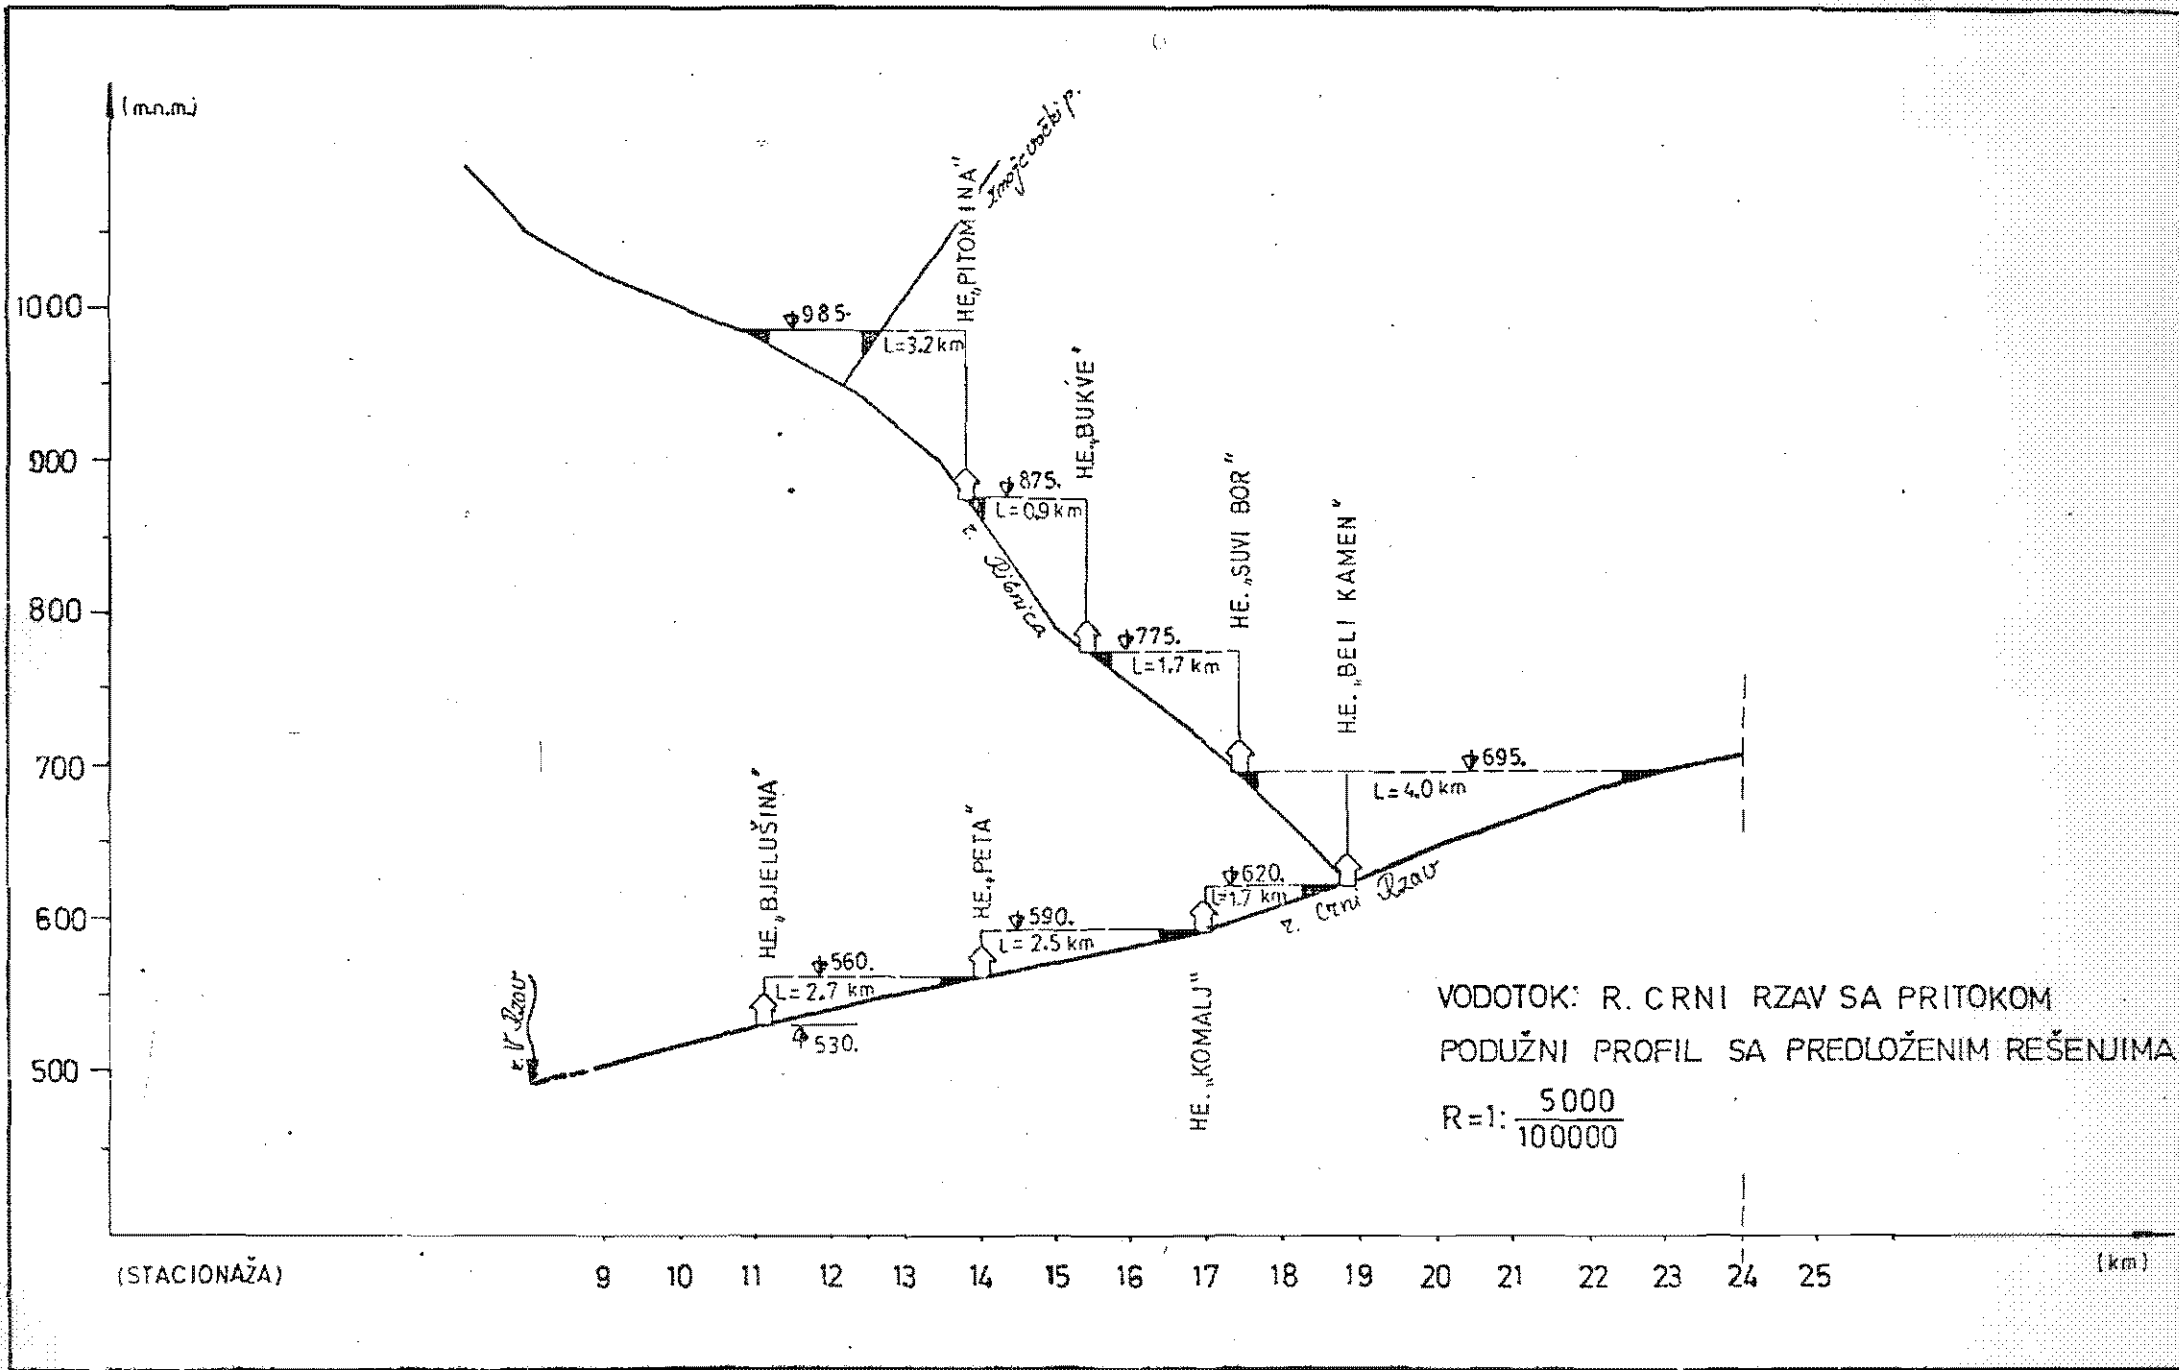 (m.n.m.)
1000
900
800
700
600
500
HE„PITOMINA"
985.
L=3.2 km
H.E.„BUKVE"
875.
L=0.9 km
r. Ribnica
HE. „SUVI BOR"
775.
L=1.7 km
H.E. „BELI KAMEN"
695.
L=4.0 km
HE„BJELUŠINA"
560.
L=2.7 km
530.
H.E.„PETA"
590.
L=2.5 km
620.
L=1.7 km
HE.„KOMALJ"
r. Crni Rzav
r. V Rzav
VODOTOK: R. CRNI RZAV SA PRITOKOM
PODUŽNI PROFIL SA PREDLOŽENIM REŠENJIMA
R=1: 5000
100000
(STACIONAŽA)
9 10 11 12 13 14 15 16 17 18 19 20 21 22 23 24 25
(km)